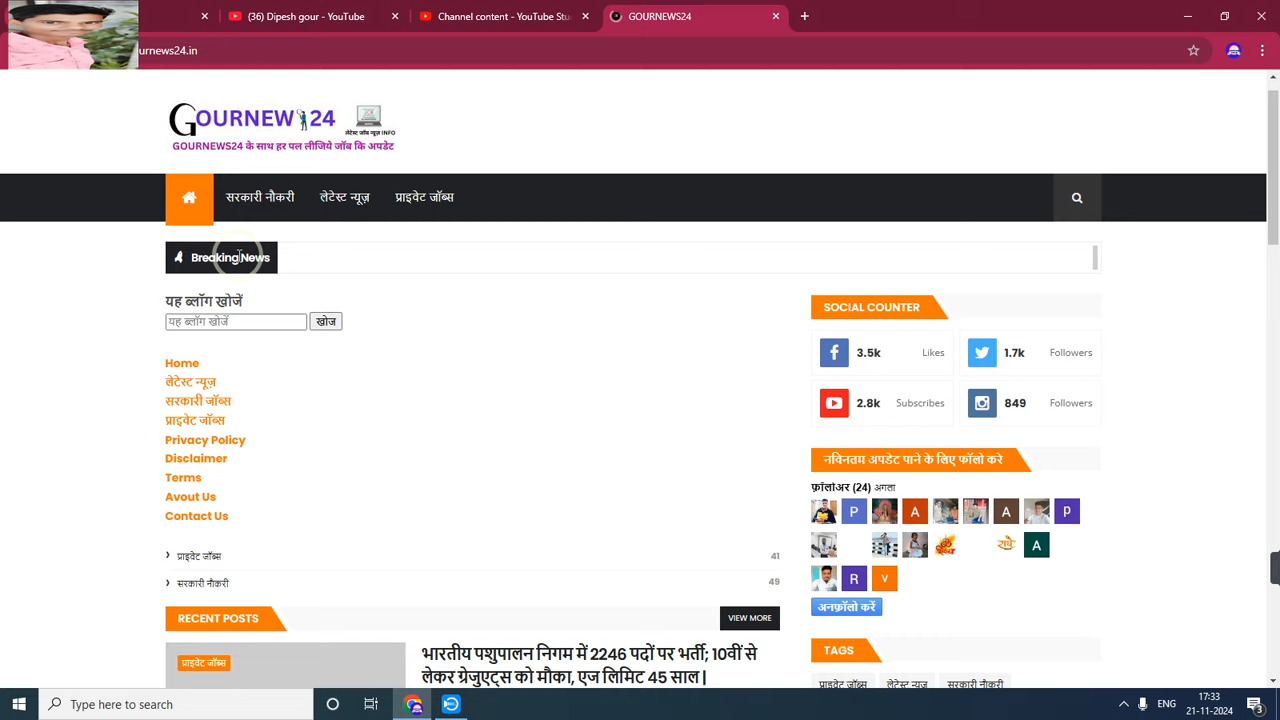 (36) Dipesh gour - YouTube
Channel content - YouTube Stu
GOURNEWS24
urnews24.in
GOURNEW 24
लेटेस्ट जॉब न्यूज़ INFO
GOURNEWS24 के साथ हर पल लीजिये जॉब कि अपडेट
सरकारी नौकरी
लेटेस्ट न्यूज़
प्राइवेट जॉब्स
Breaking News
यह ब्लॉग खोजें
यह ब्लॉग खोजें
खोज
Home
लेटेस्ट न्यूज़
सरकारी जॉब्स
प्राइवेट जॉब्स
Privacy Policy
Disclaimer
Terms
Avout Us
Contact Us
प्राइवेट जॉब्स 41
सरकारी नौकरी 49
RECENT POSTS
VIEW MORE
प्राइवेट जॉब्स
भारतीय पशुपालन निगम में 2246 पदों पर भर्ती; 10वीं से
लेकर ग्रेजुएट्स को मौका, एज लिमिट 45 साल |
SOCIAL COUNTER
3.5k Likes
1.7k Followers
2.8k Subscribes
849 Followers
नविनतम अपडेट पाने के लिए फॉलो करे
फ़ॉलोअर (24) अगला
P
A
A
P
राधे
A
R
v
अनफ़ॉलो करें
TAGS
प्राइवेट जॉब्स
लेटेस्ट न्यूज़
सरकारी नौकरी
Type here to search
ENG
17:33
21-11-2024
3